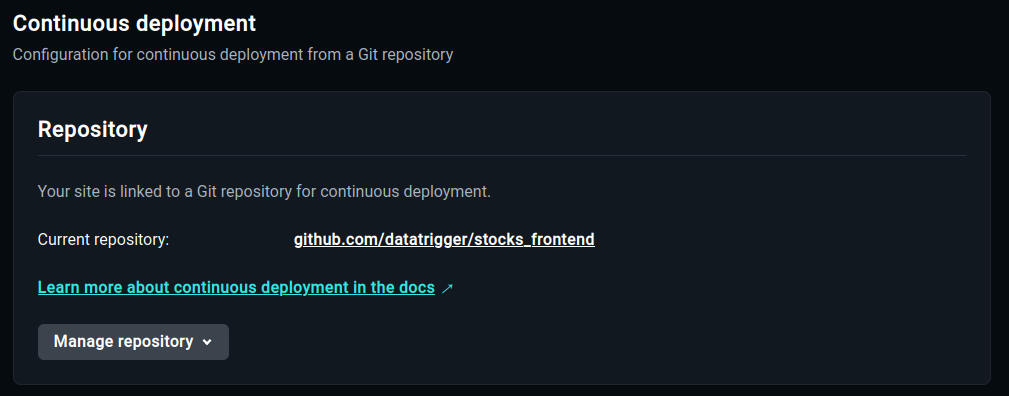 Continuous deployment
Configuration for continuous deployment from a Git repository
Repository
Your site is linked to a Git repository for continuous deployment.
Current repository: github.com/datatrigger/stocks_frontend
Learn more about continuous deployment in the docs ↗
Manage repository